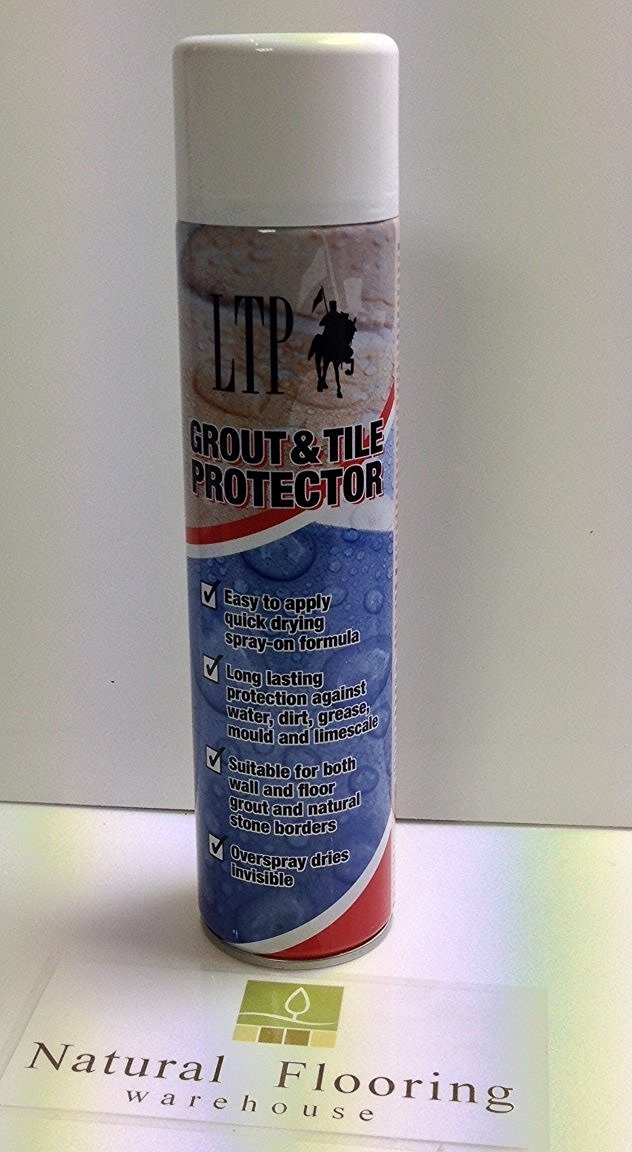 LTP
GROUT & TILE
PROTECTOR
Easy to apply
quick drying
spray-on formula
Long lasting
protection against
water, dirt, grease,
mould and limescale
Suitable for both
wall and floor
grout and natural
stone borders
Overspray dries
invisible
Natural Flooring
warehouse